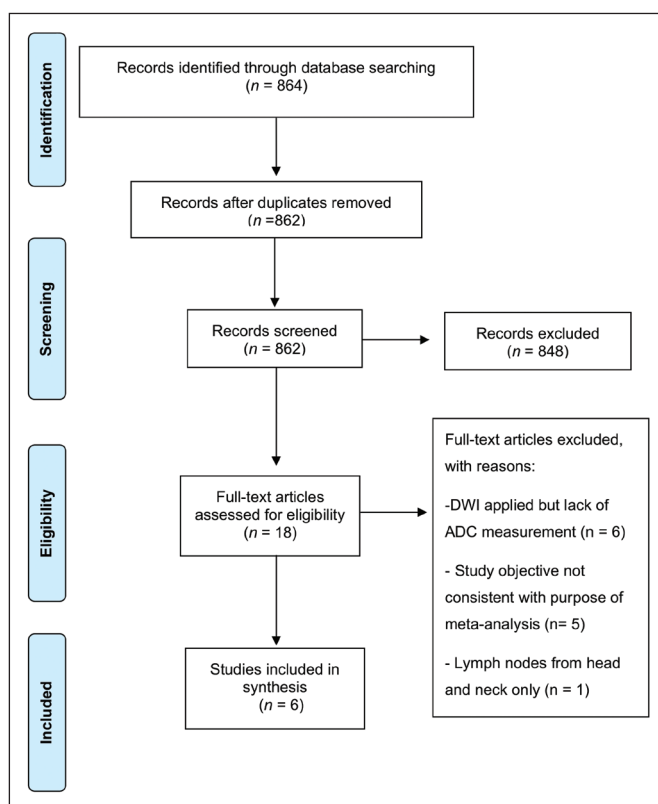 Identification
Records identified through database searching
(n = 864)
Records after duplicates removed
(n =862)
Screening
Records screened
(n = 862)
Records excluded
(n = 848)
Eligibility
Full-text articles
assessed for eligibility
(n = 18)
Full-text articles excluded,
with reasons:
-DWI applied but lack of
ADC measurement (n = 6)
- Study objective not
consistent with purpose of
meta-analysis (n= 5)
- Lymph nodes from head
and neck only (n = 1)
Included
Studies included in
synthesis
(n = 6)